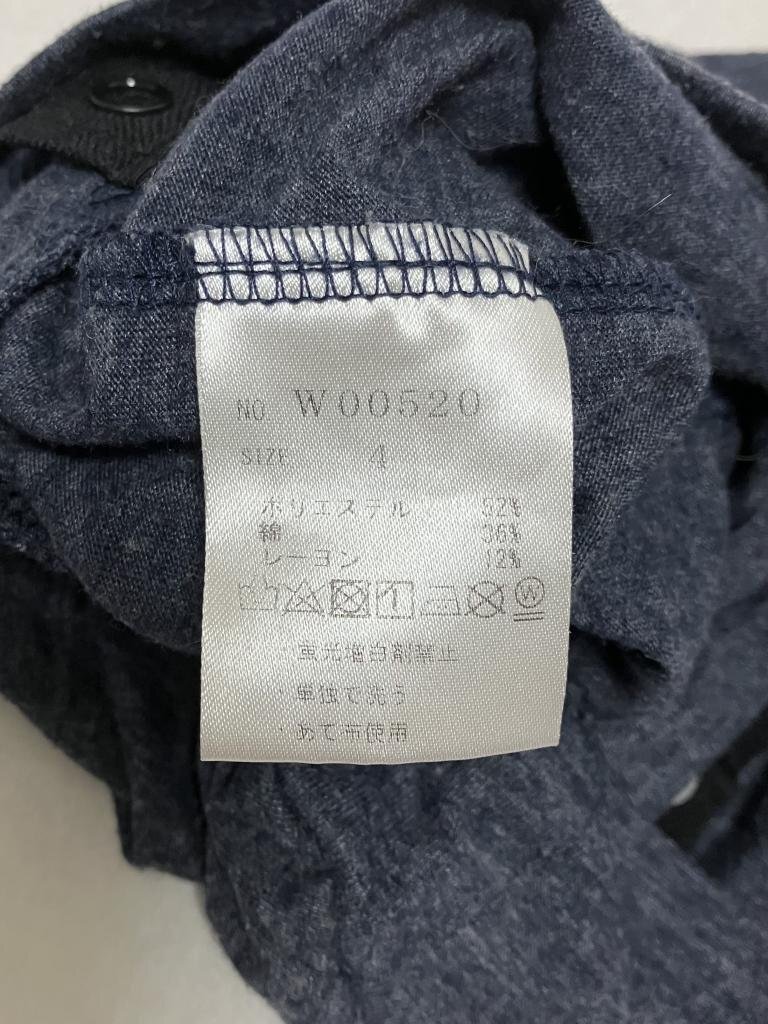 NO W00520
SIZE 4
ポリエステル 52%
綿 36%
レーヨン 12%
W
・蛍光増白剤禁止
・単独で洗う
・あて布使用